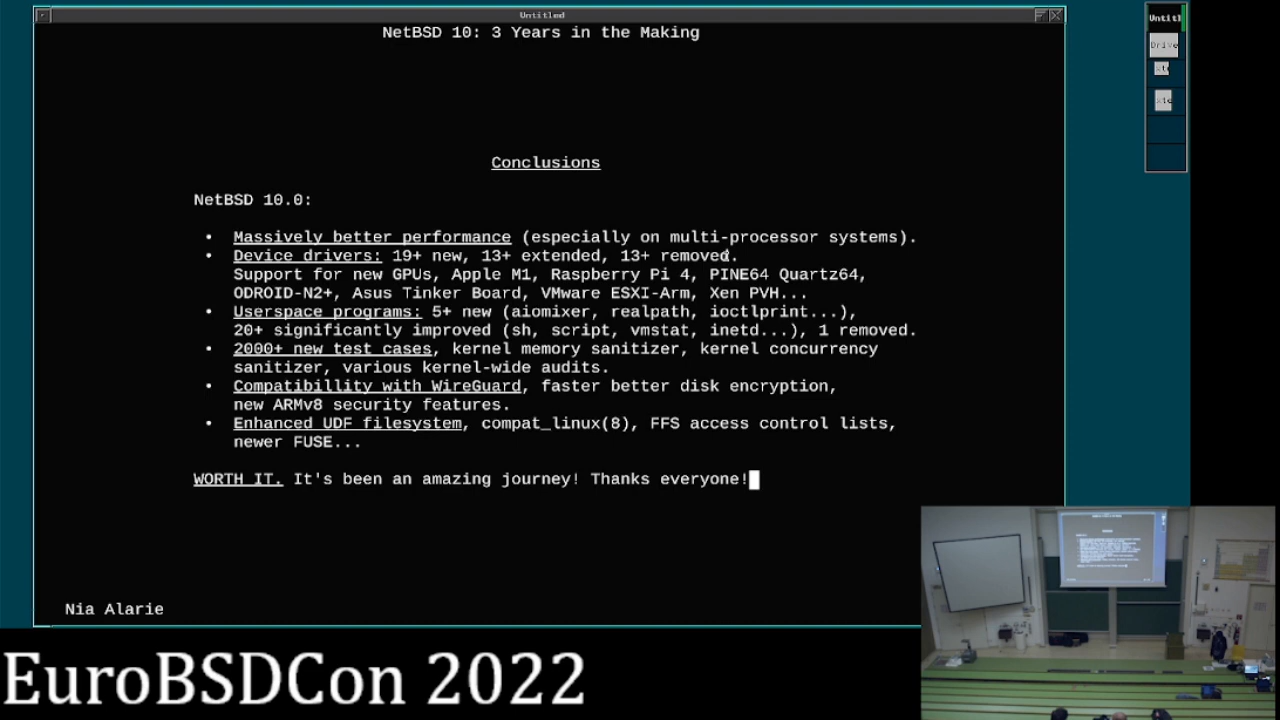 Untitled
NetBSD 10: 3 Years in the Making
Conclusions
NetBSD 10.0:
• Massively better performance (especially on multi-processor systems).
• Device drivers: 19+ new, 13+ extended, 13+ removed.
Support for new GPUs, Apple M1, Raspberry Pi 4, PINE64 Quartz64,
ODROID-N2+, Asus Tinker Board, VMware ESXI-Arm, Xen PVH...
• Userspace programs: 5+ new (aiomixer, realpath, ioctlprint...),
20+ significantly improved (sh, script, vmstat, inetd...), 1 removed.
• 2000+ new test cases, kernel memory sanitizer, kernel concurrency
sanitizer, various kernel-wide audits.
• Compatibillity with WireGuard, faster better disk encryption,
new ARMv8 security features.
• Enhanced UDF filesystem, compat_linux(8), FFS access control lists,
newer FUSE...
WORTH IT. It's been an amazing journey! Thanks everyone!
Nia Alarie
Untitl
Drive
xte
EuroBSDCon 2022